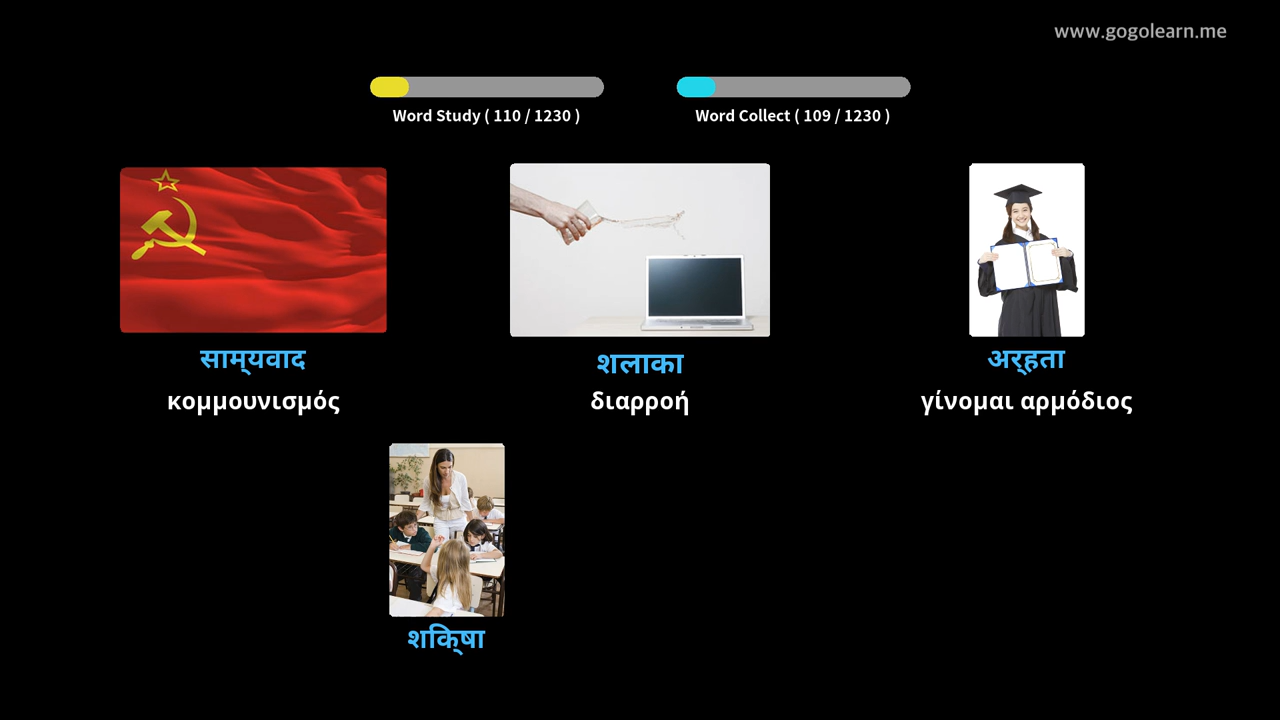 www.gogolearn.me
Word Study ( 110 / 1230 )
Word Collect ( 109 / 1230 )
साम्‌यवाद
शलाका
अर्‌हता
κομμουνισμός
διαρροή
γίνομαι αρμόδιος
शकि्षा